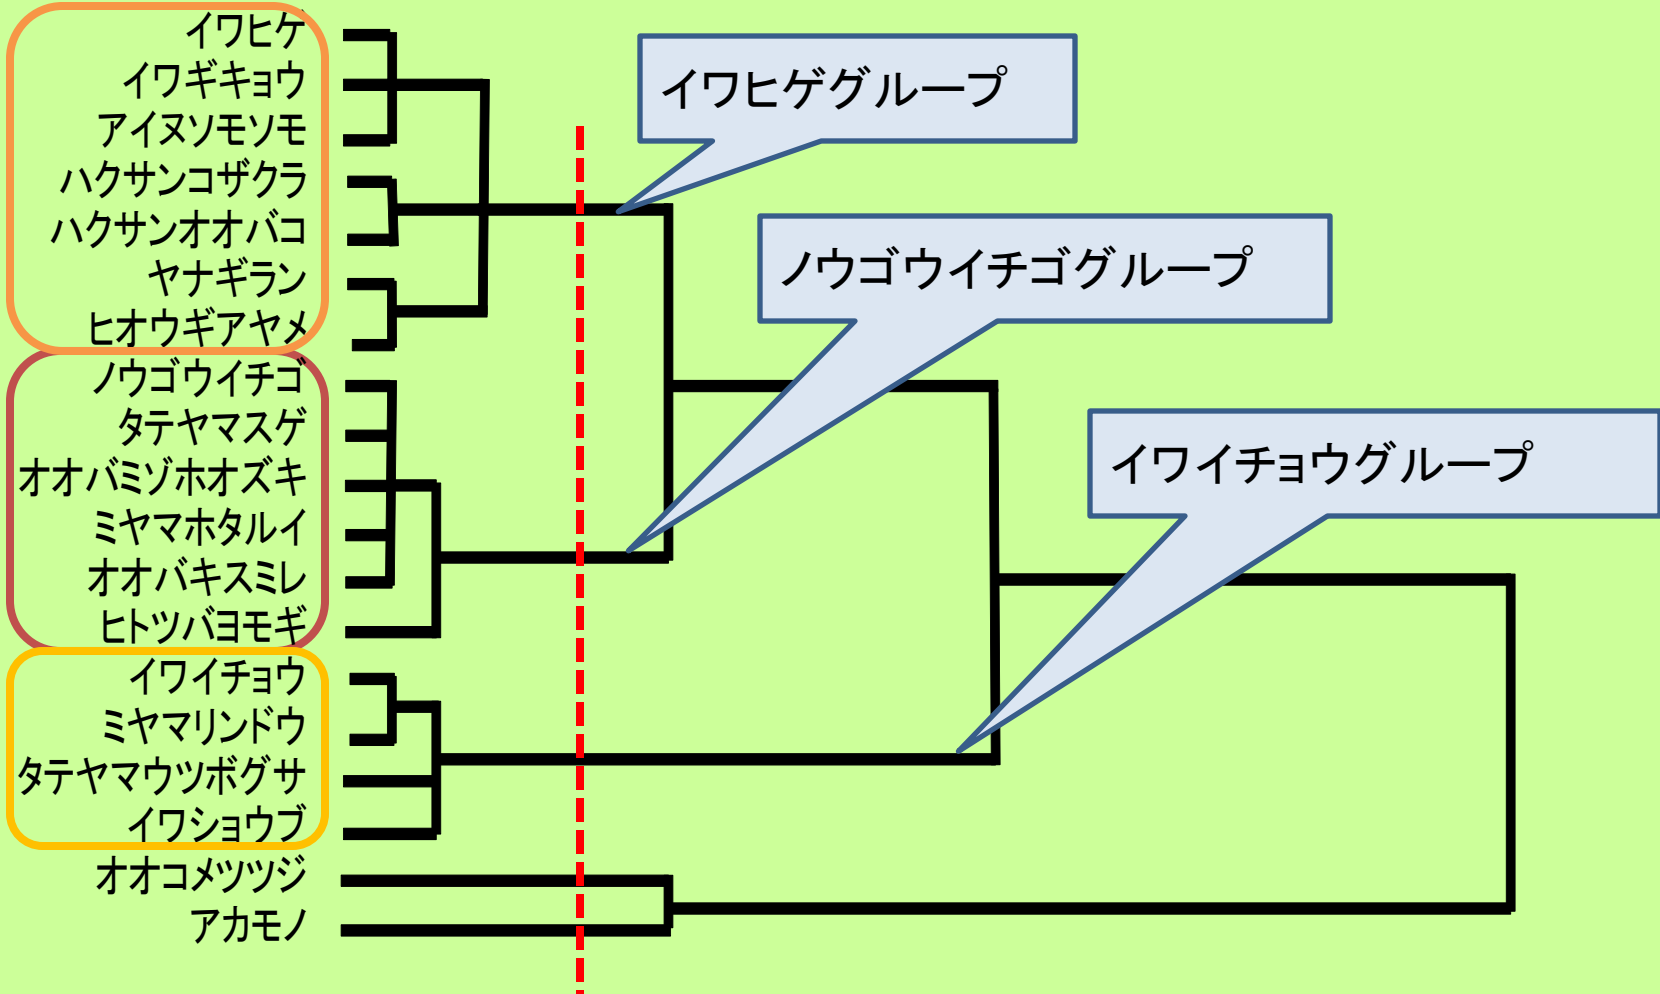 イワヒゲ
イワギキョウ
アイヌソモソモ
ハクサンコザクラ
ハクサンオオバコ
ヤナギラン
ヒオウギアヤメ
ノウゴウイチゴ
タテヤマスゲ
オオバミゾホオズキ
ミヤマホタルイ
オオバキスミレ
ヒトツバヨモギ
イワイチョウ
ミヤマリンドウ
タテヤマウツボグサ
イワショウブ
オオコメツツジ
アカモノ
イワヒゲグループ
ノウゴウイチゴグループ
イワイチョウグループ